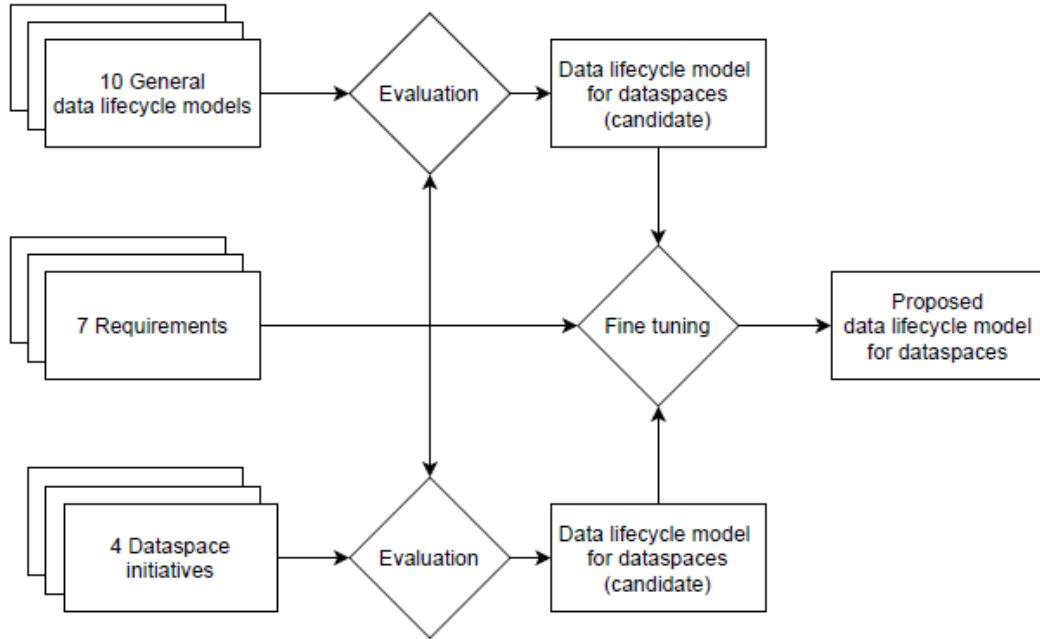 10 General
data lifecycle models
Evaluation
Data lifecycle model
for dataspaces
(candidate)
7 Requirements
Fine tuning
Proposed
data lifecycle model
for dataspaces
4 Dataspace
initiatives
Evaluation
Data lifecycle model
for dataspaces
(candidate)